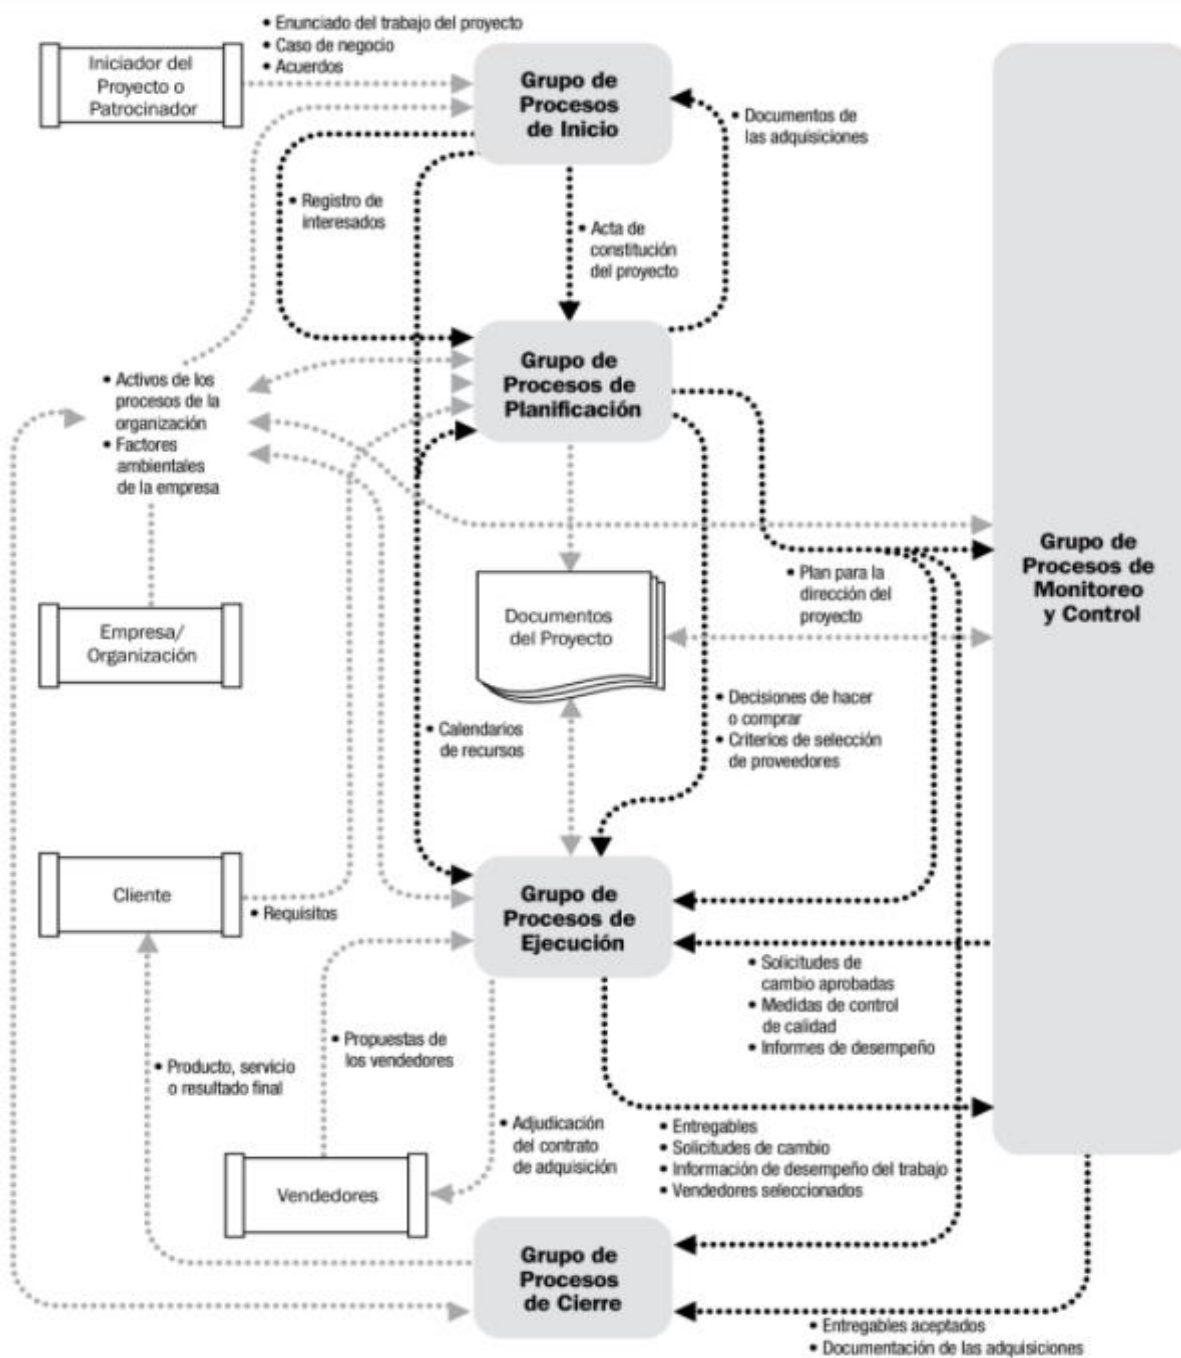 • Enunciado del trabajo del proyecto
• Caso de negocio
• Acuerdos
Iniciador del
Proyecto o
Patrocinador
Grupo de
Procesos
de Inicio
• Documentos de
las adquisiciones
• Registro de
interesados
• Acta de
constitución
del proyecto
Grupo de
Procesos de
Planificación
• Activos de los
procesos de la
organización
• Factores
ambientales
de la empresa
Grupo de
Procesos de
Monitoreo
y Control
• Plan para la
dirección del
proyecto
Empresa/
Organización
Documentos
del Proyecto
• Decisiones de hacer
o comprar
• Criterios de selección
de proveedores
• Calendarios
de recursos
Cliente
• Requisitos
Grupo de
Procesos de
Ejecución
• Solicitudes de
cambio aprobadas
• Medidas de control
de calidad
• Informes de desempeño
• Propuestas de
los vendedores
• Producto, servicio
o resultado final
• Adjudicación
del contrato
de adquisición
• Entregables
• Solicitudes de cambio
• Información de desempeño del trabajo
• Vendedores seleccionados
Vendedores
Grupo de
Procesos
de Cierre
• Entregables aceptados
• Documentación de las adquisiciones